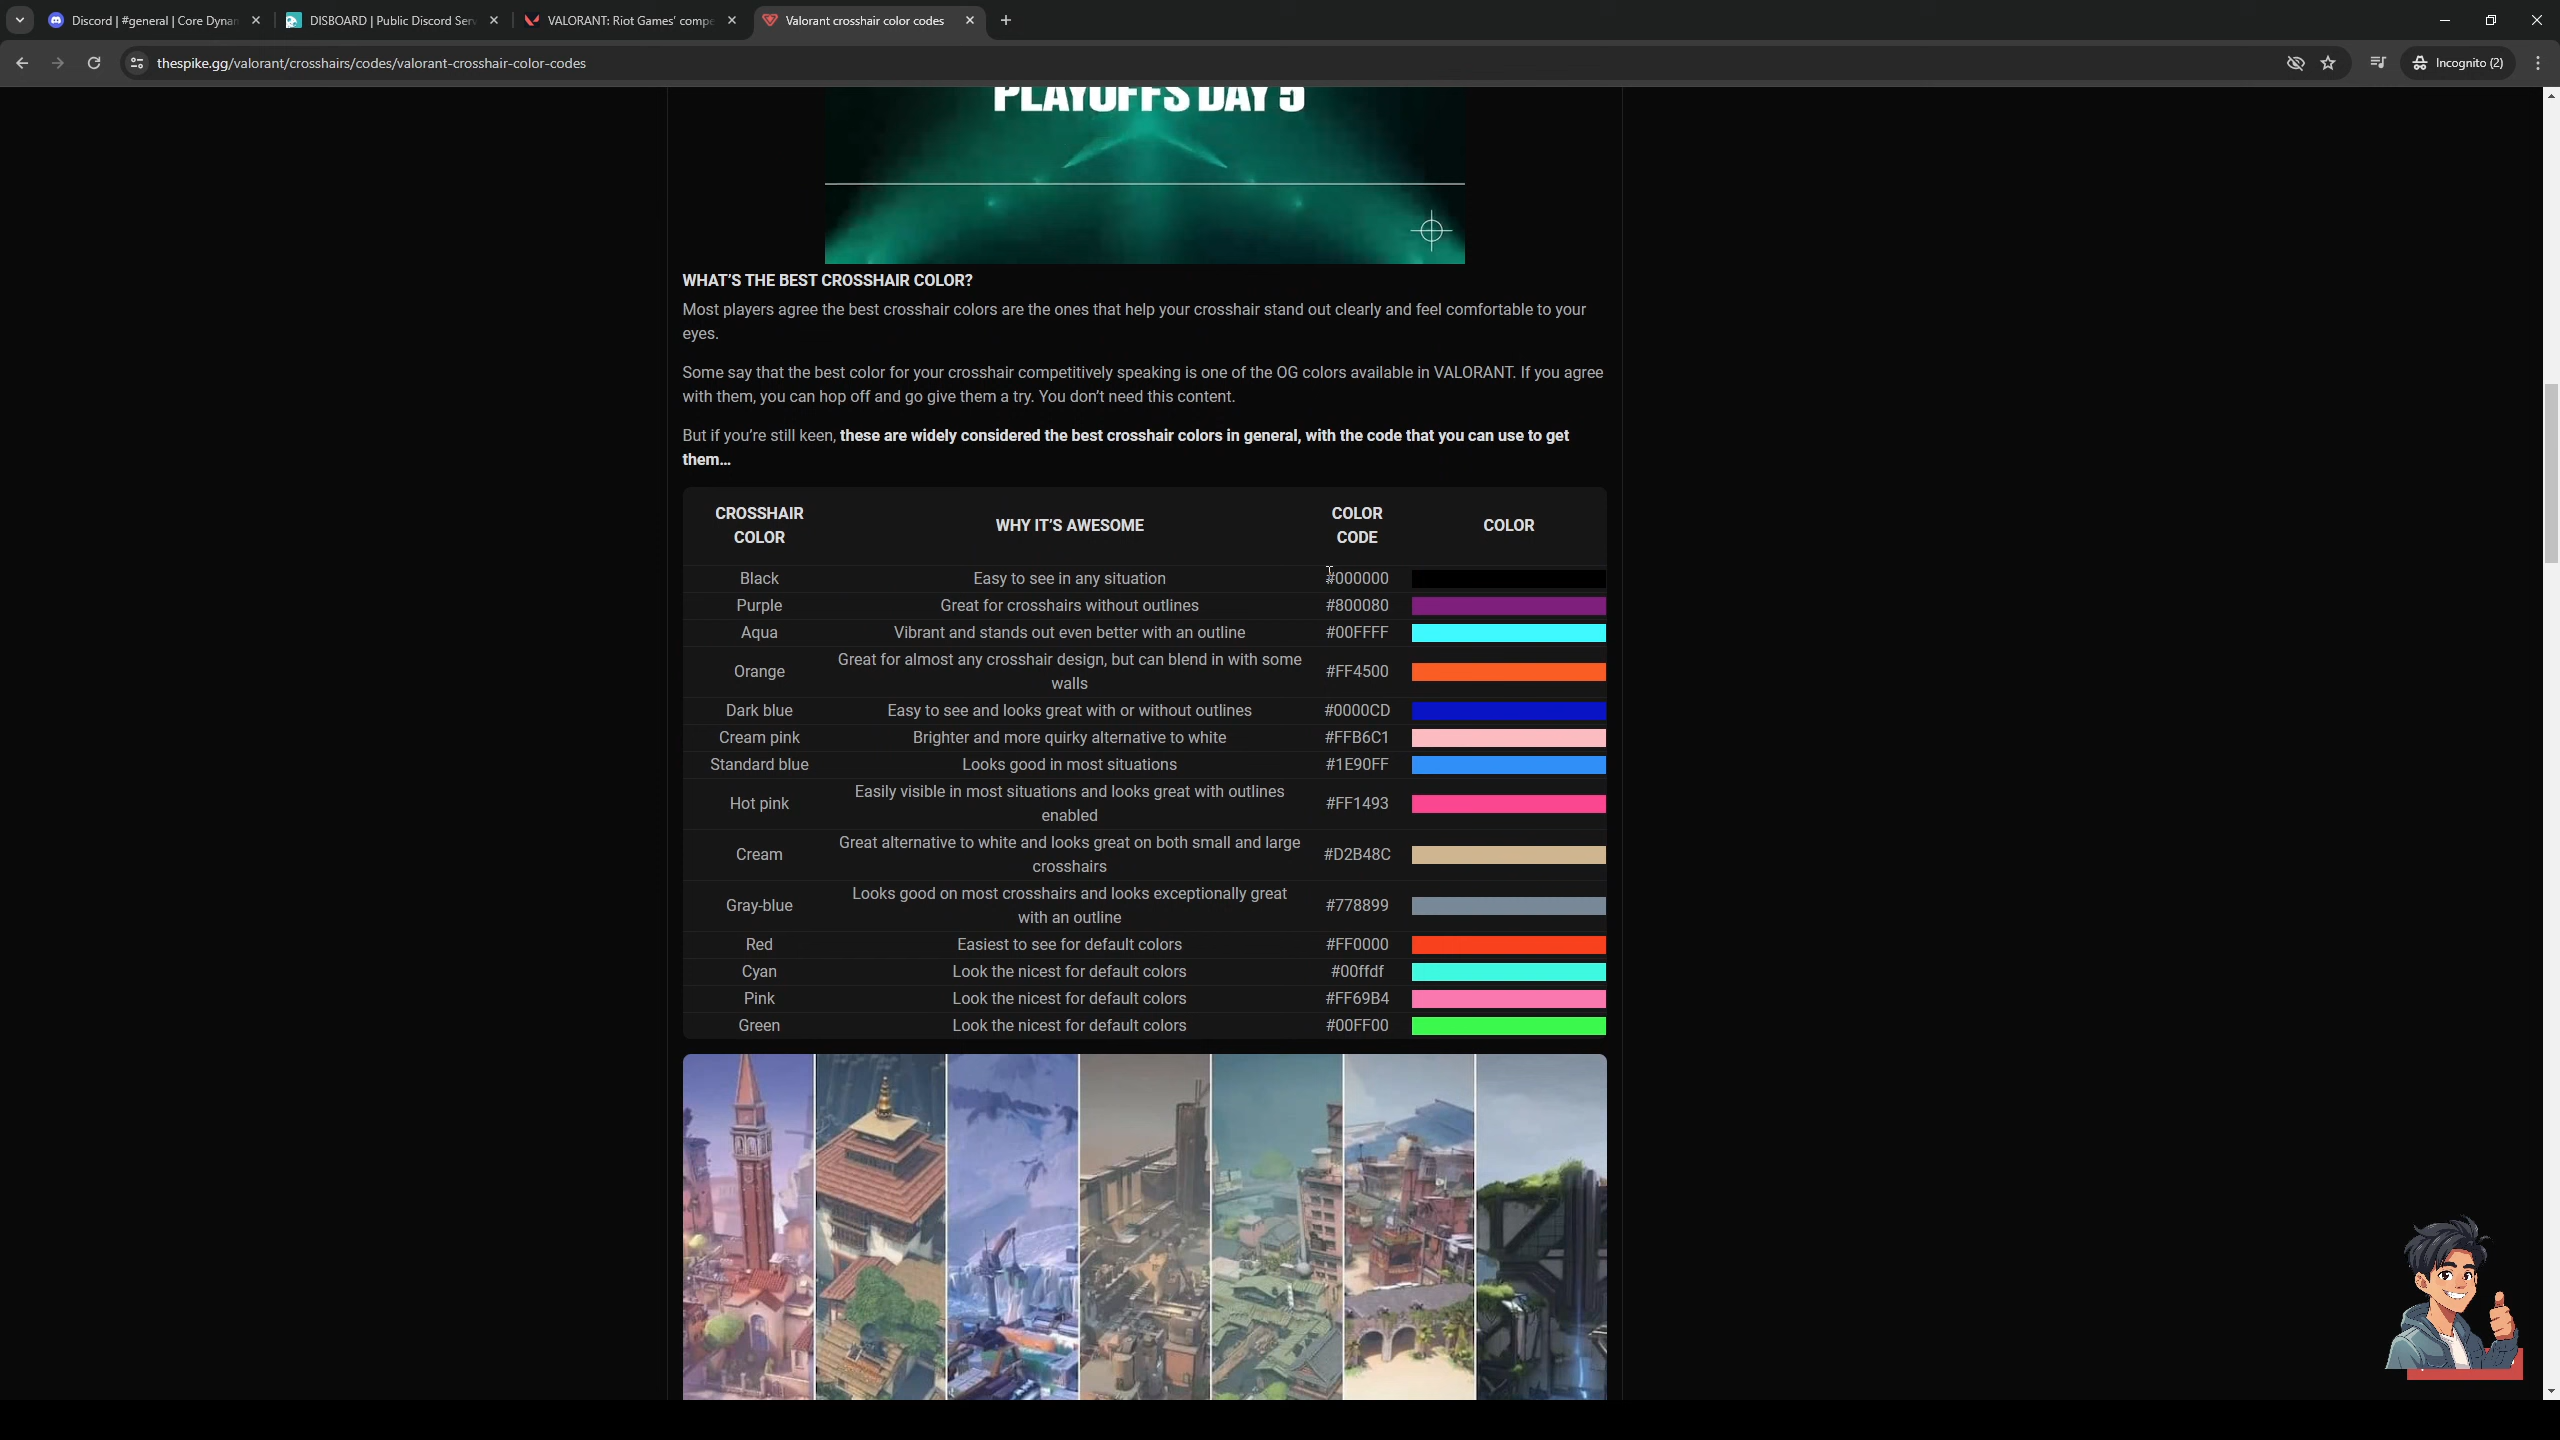 Discord | #general | Core Dynan
DISBOARD | Public Discord Serv
VALORANT: Riot Games' compe
Valorant crosshair color codes
thespike.gg/valorant/crosshairs/codes/valorant-crosshair-color-codes
Incognito (2)
PLAYOFFS DAY 5
WHAT'S THE BEST CROSSHAIR COLOR?
Most players agree the best crosshair colors are the ones that help your crosshair stand out clearly and feel comfortable to your
eyes.
Some say that the best color for your crosshair competitively speaking is one of the OG colors available in VALORANT. If you agree
with them, you can hop off and go give them a try. You don't need this content.
But if you're still keen, these are widely considered the best crosshair colors in general, with the code that you can use to get
them…
CROSSHAIR
COLOR
WHY IT'S AWESOME
COLOR
CODE
COLOR
Black Easy to see in any situation #000000
Purple Great for crosshairs without outlines #800080
Aqua Vibrant and stands out even better with an outline #00FFFF
Orange Great for almost any crosshair design, but can blend in with some
walls #FF4500
Dark blue Easy to see and looks great with or without outlines #0000CD
Cream pink Brighter and more quirky alternative to white #FFB6C1
Standard blue Looks good in most situations #1E90FF
Hot pink Easily visible in most situations and looks great with outlines
enabled #FF1493
Cream Great alternative to white and looks great on both small and large
crosshairs #D2B48C
Gray-blue Looks good on most crosshairs and looks exceptionally great
with an outline #778899
Red Easiest to see for default colors #FF0000
Cyan Look the nicest for default colors #00ffdf
Pink Look the nicest for default colors #FF69B4
Green Look the nicest for default colors #00FF00